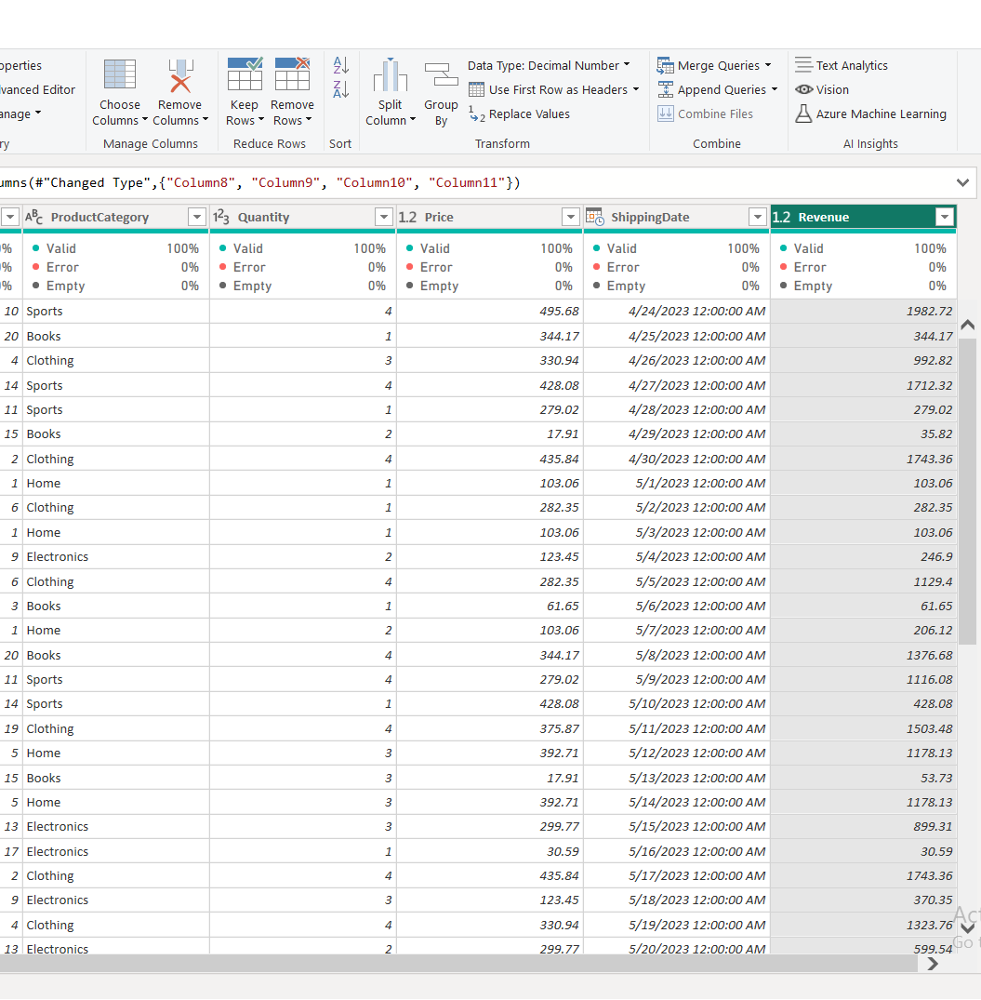 operties
vanced Editor
anage
ry
Choose Columns
Remove Columns
Manage Columns
Keep Rows
Remove Rows
Reduce Rows
A Z
Z A
Sort
Split Column
Group By
Data Type: Decimal Number
Use First Row as Headers
1 2 Replace Values
Transform
Merge Queries
Append Queries
Combine Files
Combine
Text Analytics
Vision
Azure Machine Learning
AI Insights
umns(#"Changed Type",{"Column8", "Column9", "Column10", "Column11"})
ABC ProductCategory 123 Quantity 1.2 Price ShippingDate 1.2 Revenue
0% Valid 100% Valid 100% Valid 100% Valid 100% Valid 100%
0% Error 0% Error 0% Error 0% Error 0% Error 0%
0% Empty 0% Empty 0% Empty 0% Empty 0% Empty 0%
10 Sports 4 495.68 4/24/2023 12:00:00 AM 1982.72
20 Books 1 344.17 4/25/2023 12:00:00 AM 344.17
4 Clothing 3 330.94 4/26/2023 12:00:00 AM 992.82
14 Sports 4 428.08 4/27/2023 12:00:00 AM 1712.32
11 Sports 1 279.02 4/28/2023 12:00:00 AM 279.02
15 Books 2 17.91 4/29/2023 12:00:00 AM 35.82
2 Clothing 4 435.84 4/30/2023 12:00:00 AM 1743.36
1 Home 1 103.06 5/1/2023 12:00:00 AM 103.06
6 Clothing 1 282.35 5/2/2023 12:00:00 AM 282.35
1 Home 1 103.06 5/3/2023 12:00:00 AM 103.06
9 Electronics 2 123.45 5/4/2023 12:00:00 AM 246.9
6 Clothing 4 282.35 5/5/2023 12:00:00 AM 1129.4
3 Books 1 61.65 5/6/2023 12:00:00 AM 61.65
1 Home 2 103.06 5/7/2023 12:00:00 AM 206.12
20 Books 4 344.17 5/8/2023 12:00:00 AM 1376.68
11 Sports 4 279.02 5/9/2023 12:00:00 AM 1116.08
14 Sports 1 428.08 5/10/2023 12:00:00 AM 428.08
19 Clothing 4 375.87 5/11/2023 12:00:00 AM 1503.48
5 Home 3 392.71 5/12/2023 12:00:00 AM 1178.13
15 Books 3 17.91 5/13/2023 12:00:00 AM 53.73
5 Home 3 392.71 5/14/2023 12:00:00 AM 1178.13
13 Electronics 3 299.77 5/15/2023 12:00:00 AM 899.31
17 Electronics 1 30.59 5/16/2023 12:00:00 AM 30.59
2 Clothing 4 435.84 5/17/2023 12:00:00 AM 1743.36
9 Electronics 3 123.45 5/18/2023 12:00:00 AM 370.35
4 Clothing 4 330.94 5/19/2023 12:00:00 AM 1323.76
13 Electronics 2 299.77 5/20/2023 12:00:00 AM 599.54
Act
Go t